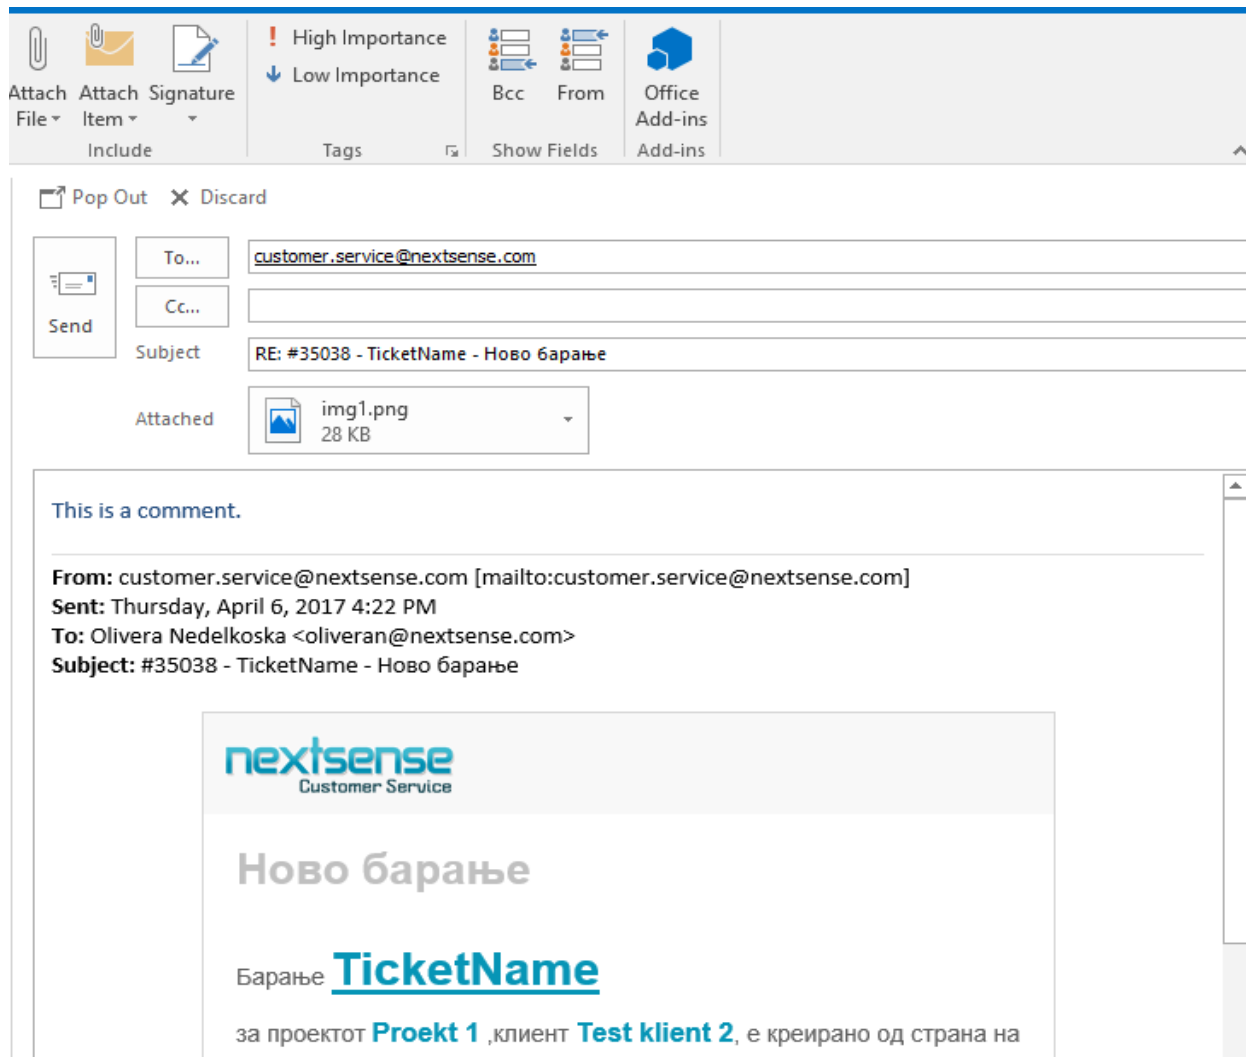 High Importance
Low Importance
Attach File
Attach Item
Signature
Bcc
From
Office Add-ins
Include
Tags
Show Fields
Add-ins
Pop Out
Discard
Send
To...
customer.service@nextsense.com
Cc...
Subject
RE: #35038 - TicketName - Ново барање
Attached
img1.png
28 KB
This is a comment.
From: customer.service@nextsense.com [mailto:customer.service@nextsense.com]
Sent: Thursday, April 6, 2017 4:22 PM
To: Olivera Nedelkoska <oliveran@nextsense.com>
Subject: #35038 - TicketName - Ново барање
nextsense
Customer Service
Ново барање
Барање TicketName
за проектот Proekt 1 ,клиент Test klient 2, е креирано од страна на